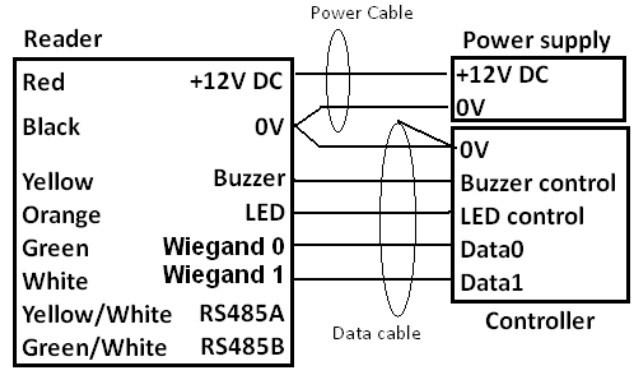 Power Cable
Reader
Power supply
Red +12V DC
+12V DC
0V
Black 0V
0V
Yellow Buzzer
Buzzer control
Orange LED
LED control
Green Wiegand 0
Data0
White Wiegand 1
Data1
Yellow/White RS485A
Controller
Data cable
Green/White RS485B